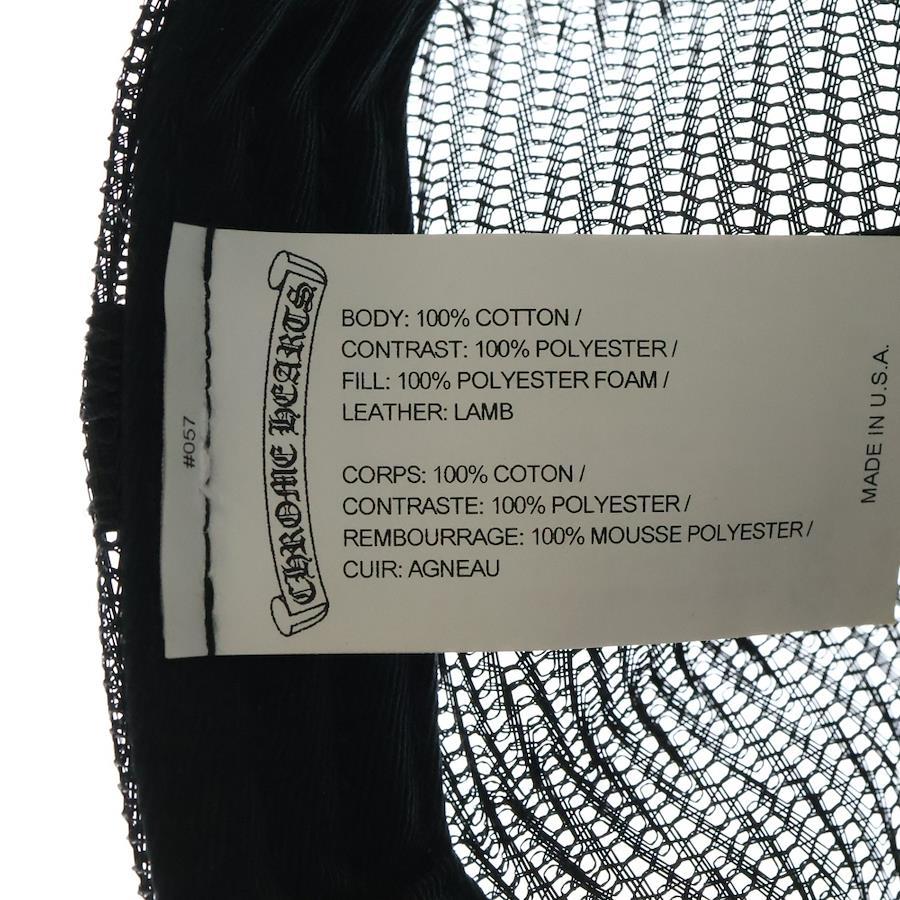 #057
CHROME HEARTS
BODY: 100% COTTON /
CONTRAST: 100% POLYESTER /
FILL: 100% POLYESTER FOAM /
LEATHER: LAMB
CORPS: 100% COTON /
CONTRASTE: 100% POLYESTER /
REMBOURRAGE: 100% MOUSSE POLYESTER /
CUIR: AGNEAU
MADE IN U.S.A.